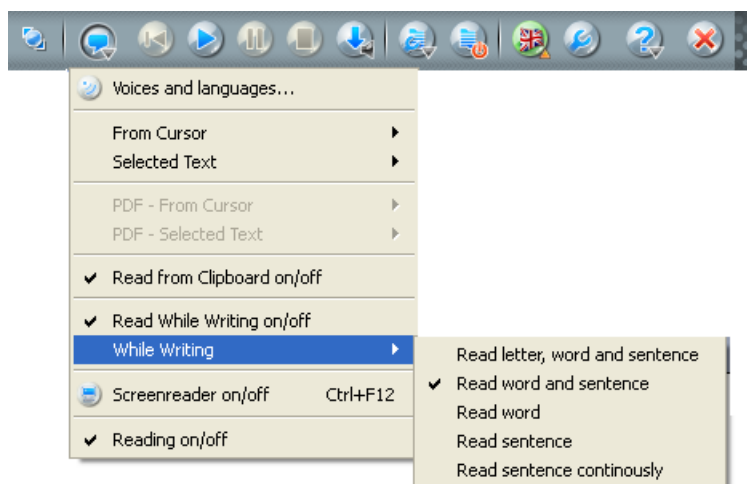 Voices and languages...
From Cursor
Selected Text
PDF - From Cursor
PDF - Selected Text
Read from Clipboard on/off
Read While Writing on/off
While Writing
Screenreader on/off Ctrl+F12
Reading on/off
Read letter, word and sentence
Read word and sentence
Read word
Read sentence
Read sentence continously